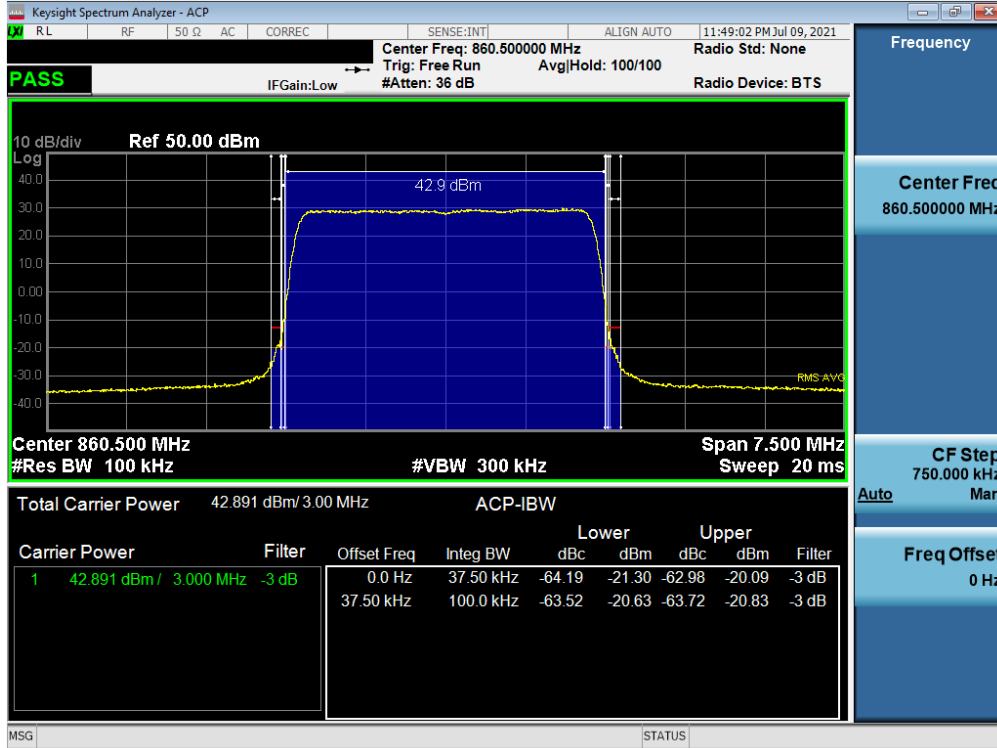 Keysight Spectrum Analyzer - ACP
LXI RL RF 50 Ω AC CORREC SENSE:INT ALIGN AUTO 11:49:02 PM Jul 09, 2021
Center Freq: 860.500000 MHz Radio Std: None
Trig: Free Run Avg|Hold: 100/100
PASS IFGain:Low #Atten: 36 dB Radio Device: BTS
Frequency
10 dB/div Ref 50.00 dBm
Log
40.0
42.9 dBm
30.0
20.0
10.0
0.00
-10.0
-20.0
-30.0
RMS AVG
-40.0
Center 860.500 MHz Span 7.500 MHz
#Res BW 100 kHz #VBW 300 kHz Sweep 20 ms
Center Freq
860.500000 MHz
CF Step
750.000 kHz
Auto Man
Freq Offset
0 Hz
Total Carrier Power 42.891 dBm/ 3.00 MHz ACP-IBW
Lower Upper
Carrier Power Filter Offset Freq Integ BW dBc dBm dBc dBm Filter
1 42.891 dBm / 3.000 MHz -3 dB 0.0 Hz 37.50 kHz -64.19 -21.30 -62.98 -20.09 -3 dB
37.50 kHz 100.0 kHz -63.52 -20.63 -63.72 -20.83 -3 dB
MSG STATUS